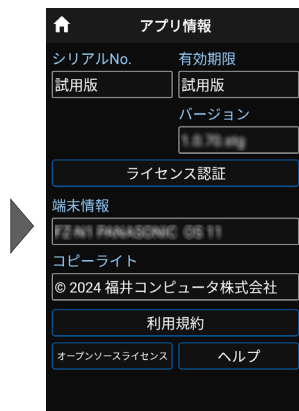 アプリ情報
シリアルNo. 有効期限
試用版 試用版
バージョン
ライセンス認証
端末情報
コピーライト
© 2024 福井コンピュータ株式会社
利用規約
オープンソースライセンス ヘルプ